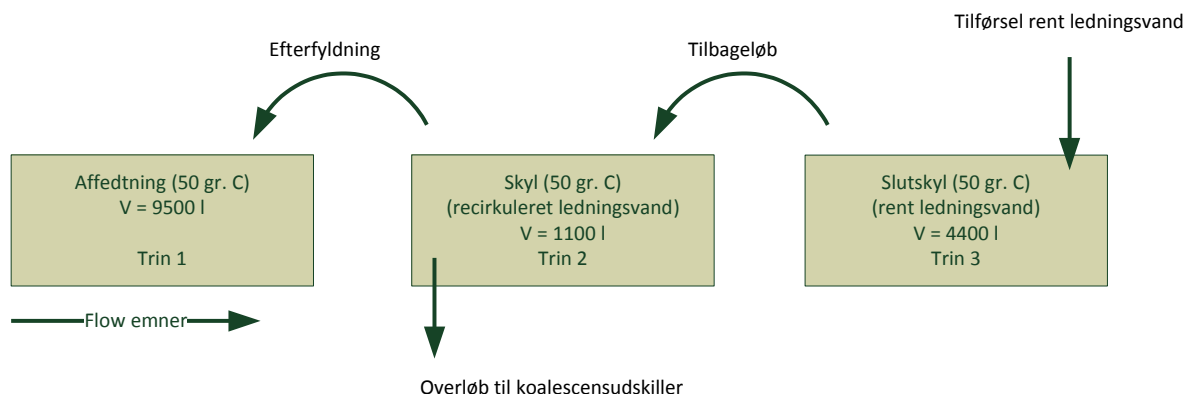 Tilførsel rent ledningsvand
Efterfyldning
Tilbageløb
Affedtning (50 gr. C)
V = 9500 l
Trin 1
Skyl (50 gr. C)
(recirkuleret ledningsvand)
V = 1100 l
Trin 2
Slutskyl (50 gr. C)
(rent ledningsvand)
V = 4400 l
Trin 3
Flow emner
Overløb til koalescensudskiller